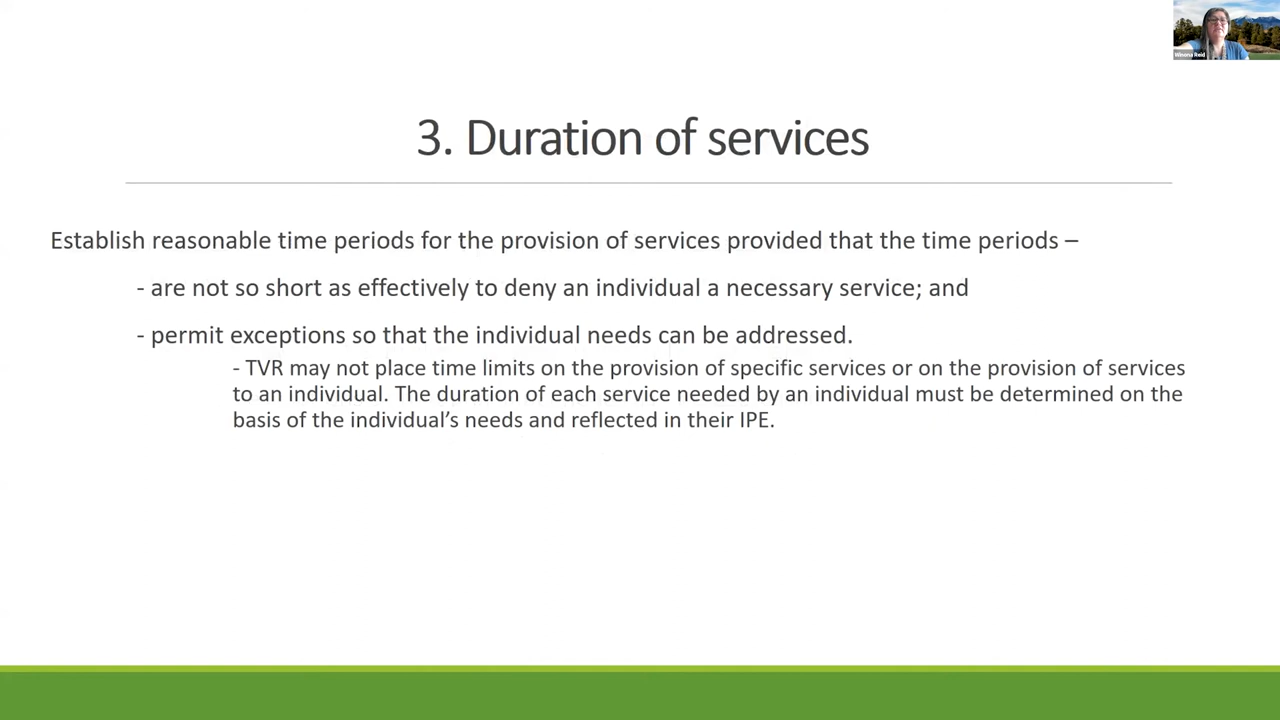 Winona Reid
3. Duration of services
Establish reasonable time periods for the provision of services provided that the time periods –
- are not so short as effectively to deny an individual a necessary service; and
- permit exceptions so that the individual needs can be addressed.
- TVR may not place time limits on the provision of specific services or on the provision of services
to an individual. The duration of each service needed by an individual must be determined on the
basis of the individual’s needs and reflected in their IPE.